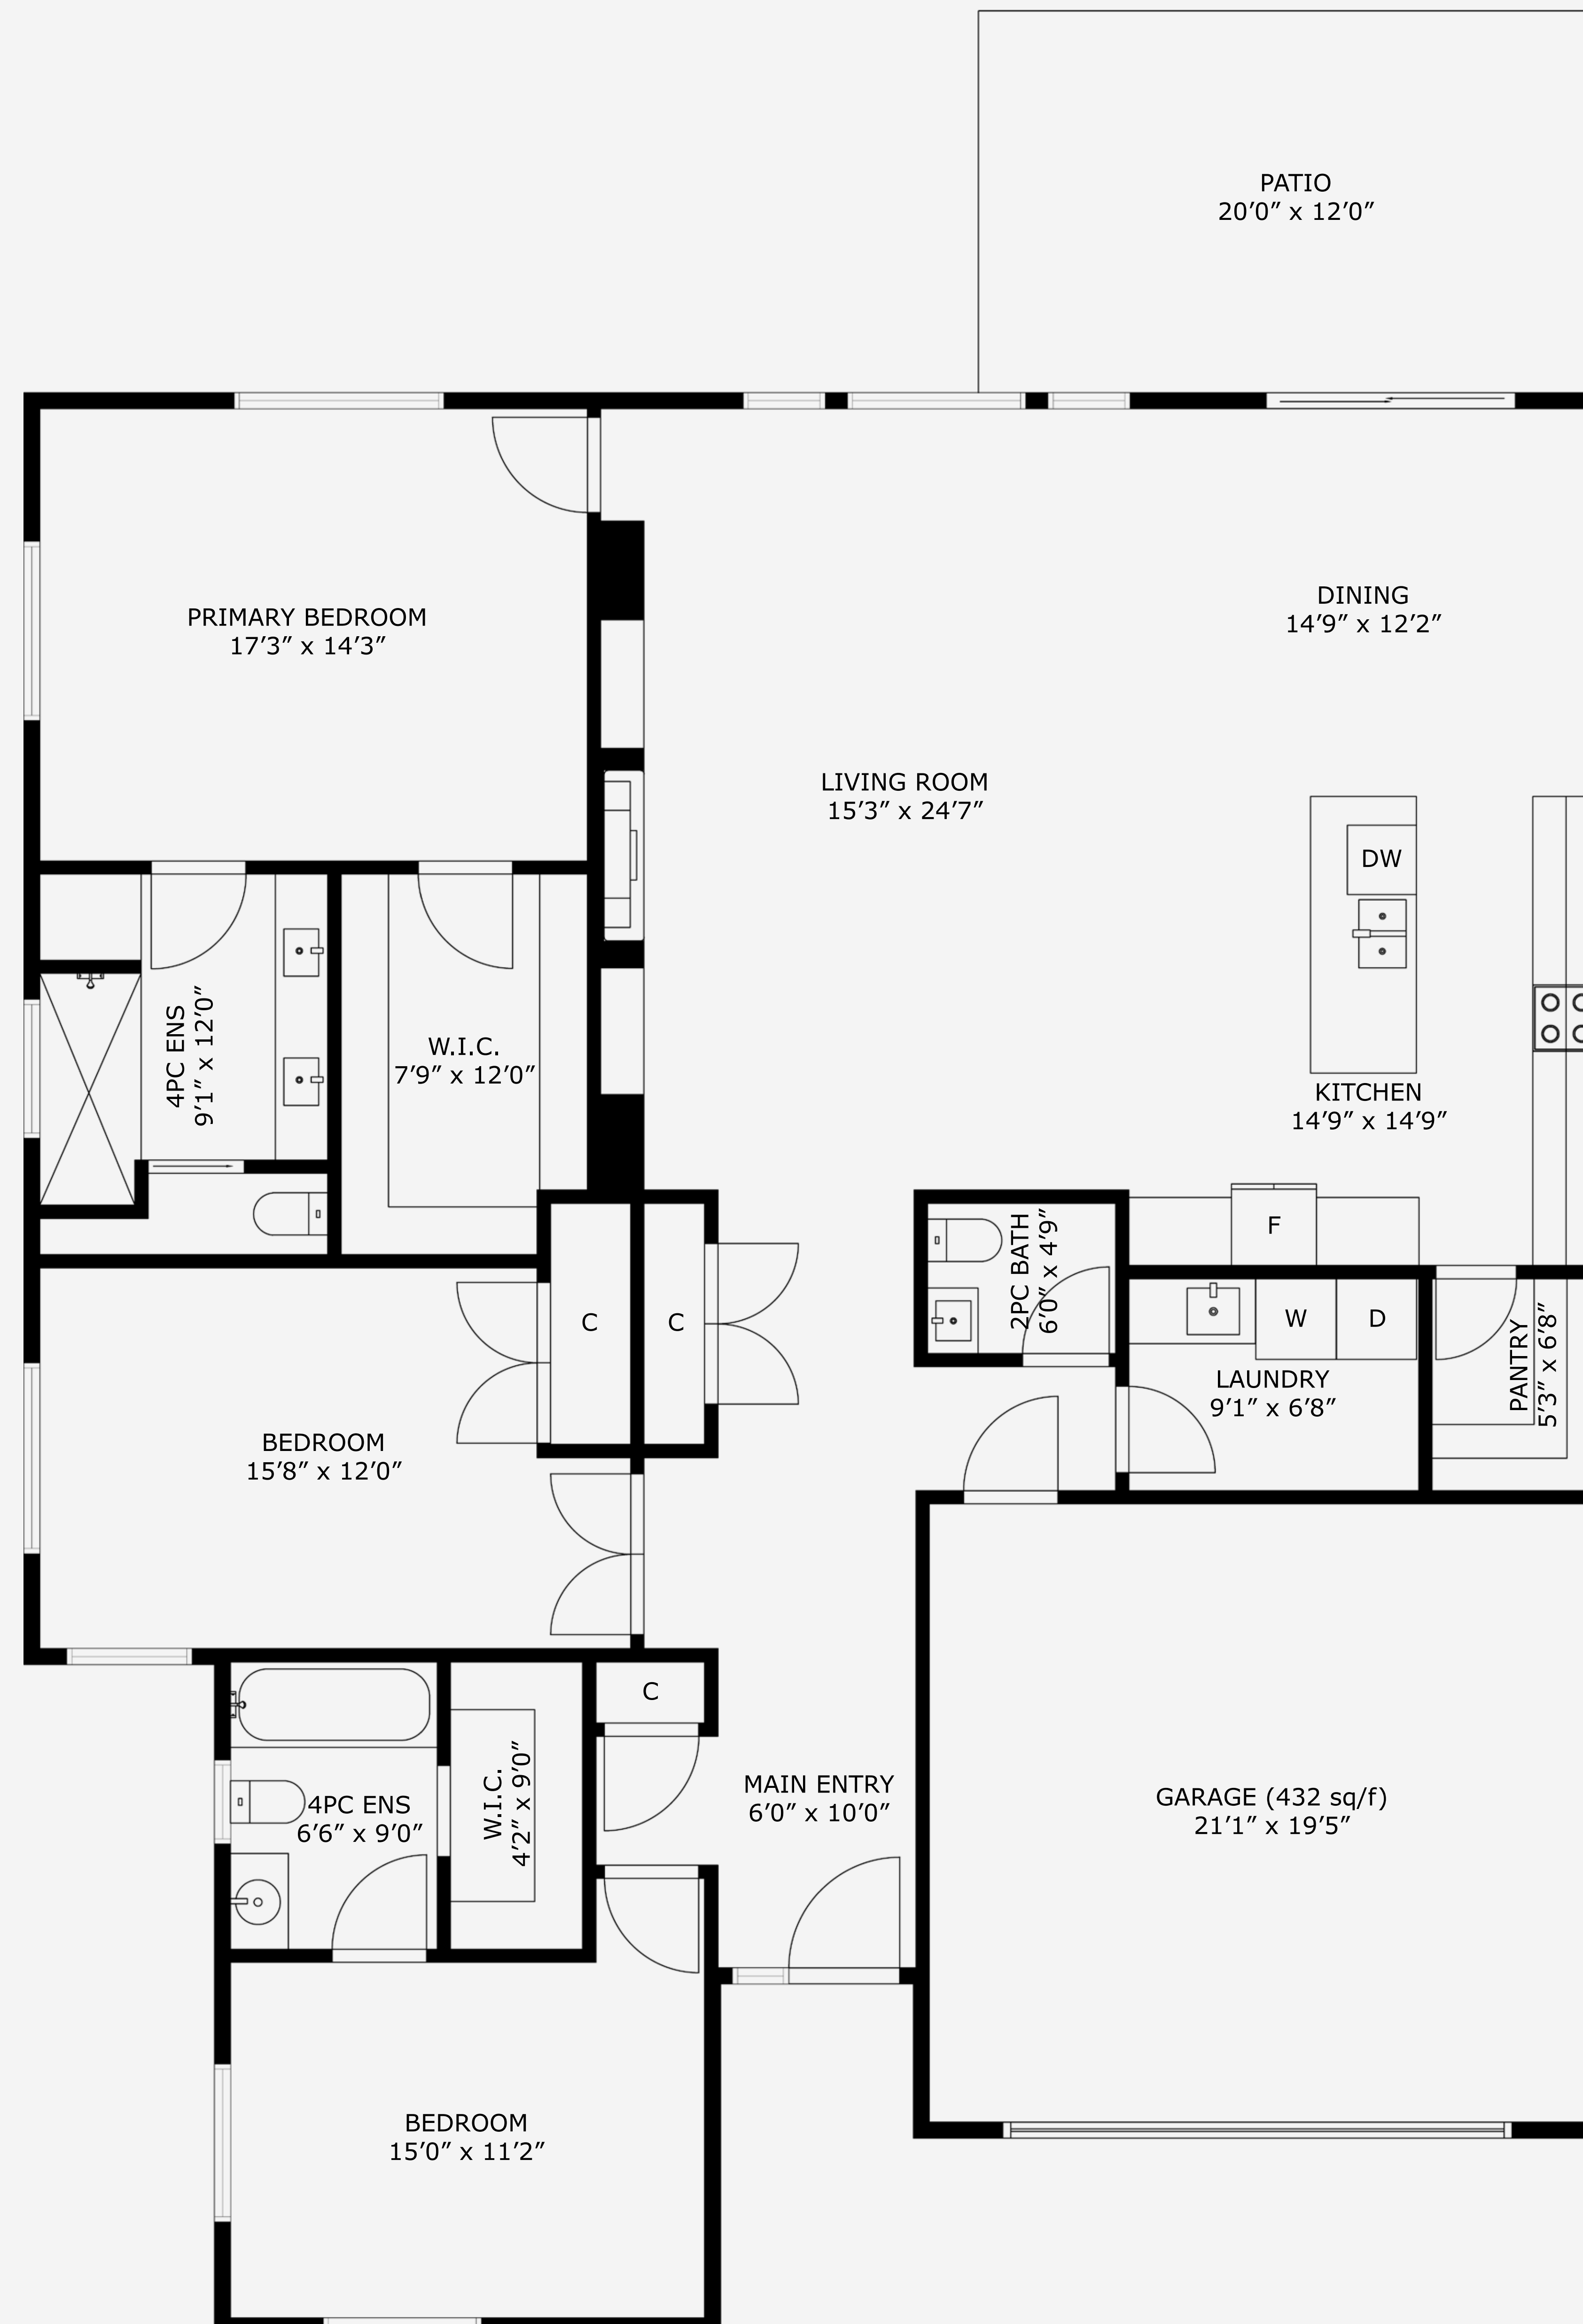 PATIO
20’0” x 12’0”
DINING
14’9” x 12’2”
PRIMARY BEDROOM
17’3” x 14’3”
LIVING ROOM
15’3” x 24’7”
DW
4PC ENS
9’1” x 12’0”
W.I.C.
7’9” x 12’0”
KITCHEN
14’9” x 14’9”
F
2PC BATH
6’0” x 4’9”
C
C
W
D
LAUNDRY
9’1” x 6’8”
PANTRY
5’3” x 6’8”
BEDROOM
15’8” x 12’0”
C
MAIN ENTRY
6’0” x 10’0”
4PC ENS
6’6” x 9’0”
W.I.C.
4’2” x 9’0”
GARAGE (432 sq/f)
21’1” x 19’5”
BEDROOM
15’0” x 11’2”